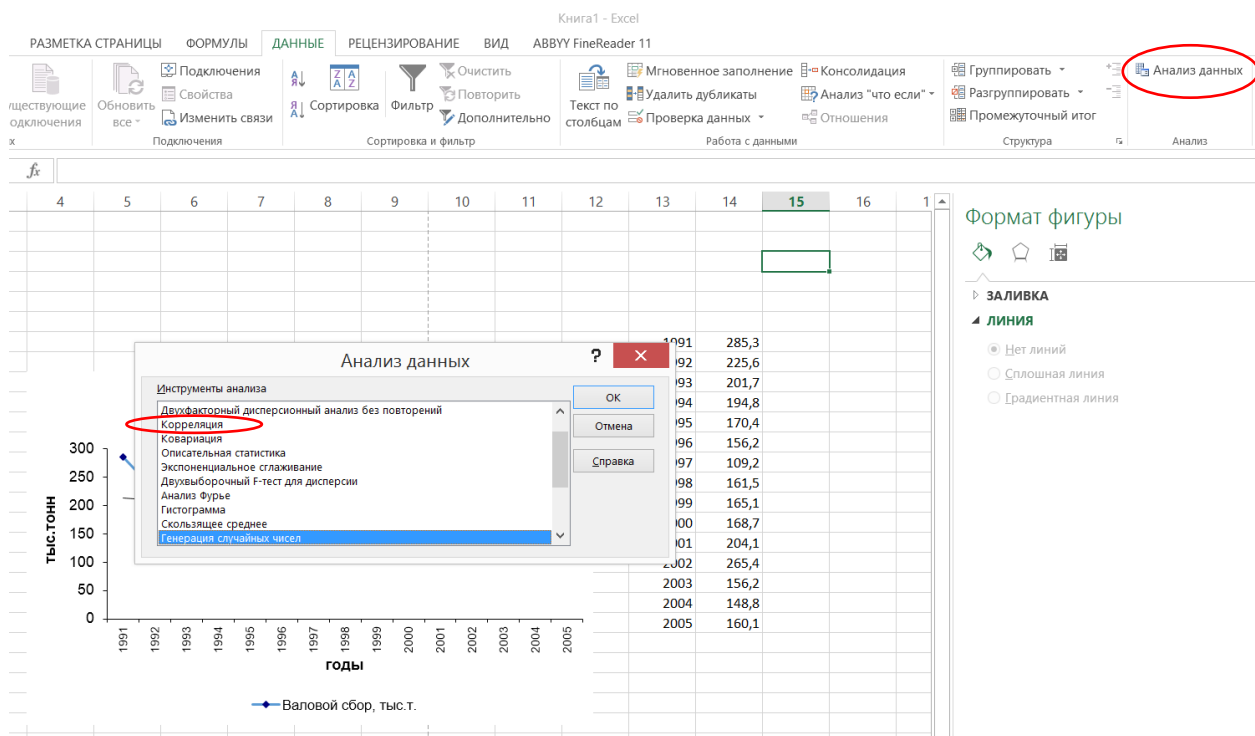 Книга1 - Excel
РАЗМЕТКА СТРАНИЦЫ ФОРМУЛЫ ДАННЫЕ РЕЦЕНЗИРОВАНИЕ ВИД ABBYY FineReader 11
Подключения
Свойства
Изменить связи
Обновить
все
Сортировка
Фильтр
Очистить
Повторить
Дополнительно
Текст по
столбцам
Мгновенное заполнение
Удалить дубликаты
Проверка данных
Консолидация
Анализ "что если"
Отношения
Группировать
Разгруппировать
Промежуточный итог
Анализ данных
Подключения Сортировка и фильтр Работа с данными Структура Анализ
fx
4 5 6 7 8 9 10 11 12 13 14 15 16
Формат фигуры
ЗАЛИВКА
ЛИНИЯ
Нет линий
Сплошная линия
Градиентная линия
Анализ данных ?
Инструменты анализа
Двухфакторный дисперсионный анализ без повторений
Корреляция
Ковариация
Описательная статистика
Экспоненциальное сглаживание
Двухвыборочный F-тест для дисперсии
Анализ Фурье
Гистограмма
Скользящее среднее
Генерация случайных чисел
ОК
Отмена
Справка
285,3
225,6
201,7
194,8
170,4
156,2
109,2
161,5
165,1
168,7
204,1
2002 265,4
2003 156,2
2004 148,8
2005 160,1
300
250
200
150
100
50
0
тыс.тонн
1991 1992 1993 1994 1995 1996 1997 1998 1999 2000 2001 2002 2003 2004 2005
годы
Валовой сбор, тыс.т.